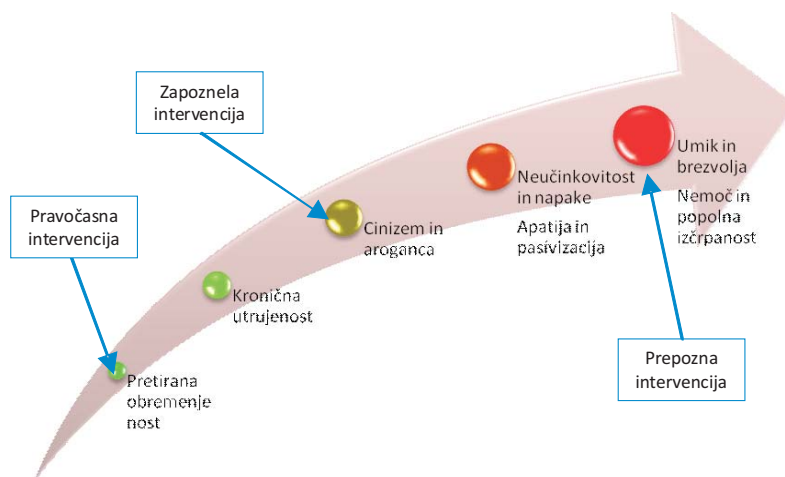 Zapoznela
intervencija
Umik in
brezvolja
Nemoč in
popolna
izčrpanost
Neučinkovitost
in napake
Apatija in
pasivizacija
Pravočasna
intervencija
Cinizem in
aroganca
Kronična
utrujenost
Prepozna
intervencija
Pretirana
obremenje
nost